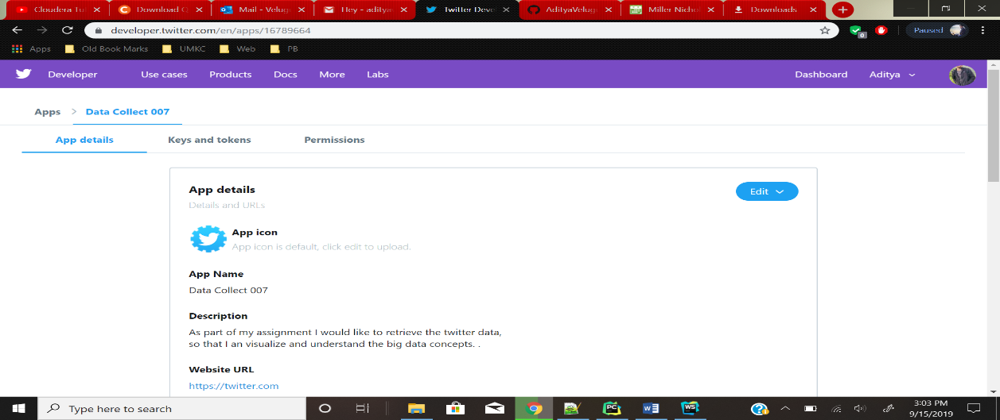 Cloudera Tut
Download
Mail - Velug
Hey - aditya
Twitter Deve
AdityaVelug
Miller Nicho
Downloads
developer.twitter.com/en/apps/16789664
Paused
0
Apps
Old Book Marks
UMKC
Web
PB
Developer
Use cases
Products
Docs
More
Labs
Dashboard
Aditya
Apps > Data Collect 007
App details
Keys and tokens
Permissions
App details
Edit
Details and URLs
App icon
App icon is default, click edit to upload.
App Name
Data Collect 007
Description
As part of my assignment I would like to retrieve the twitter data,
so that I an visualize and understand the big data concepts. .
Website URL
https://twitter.com
Type here to search
PC
W
WS
3:03 PM
9/15/2019